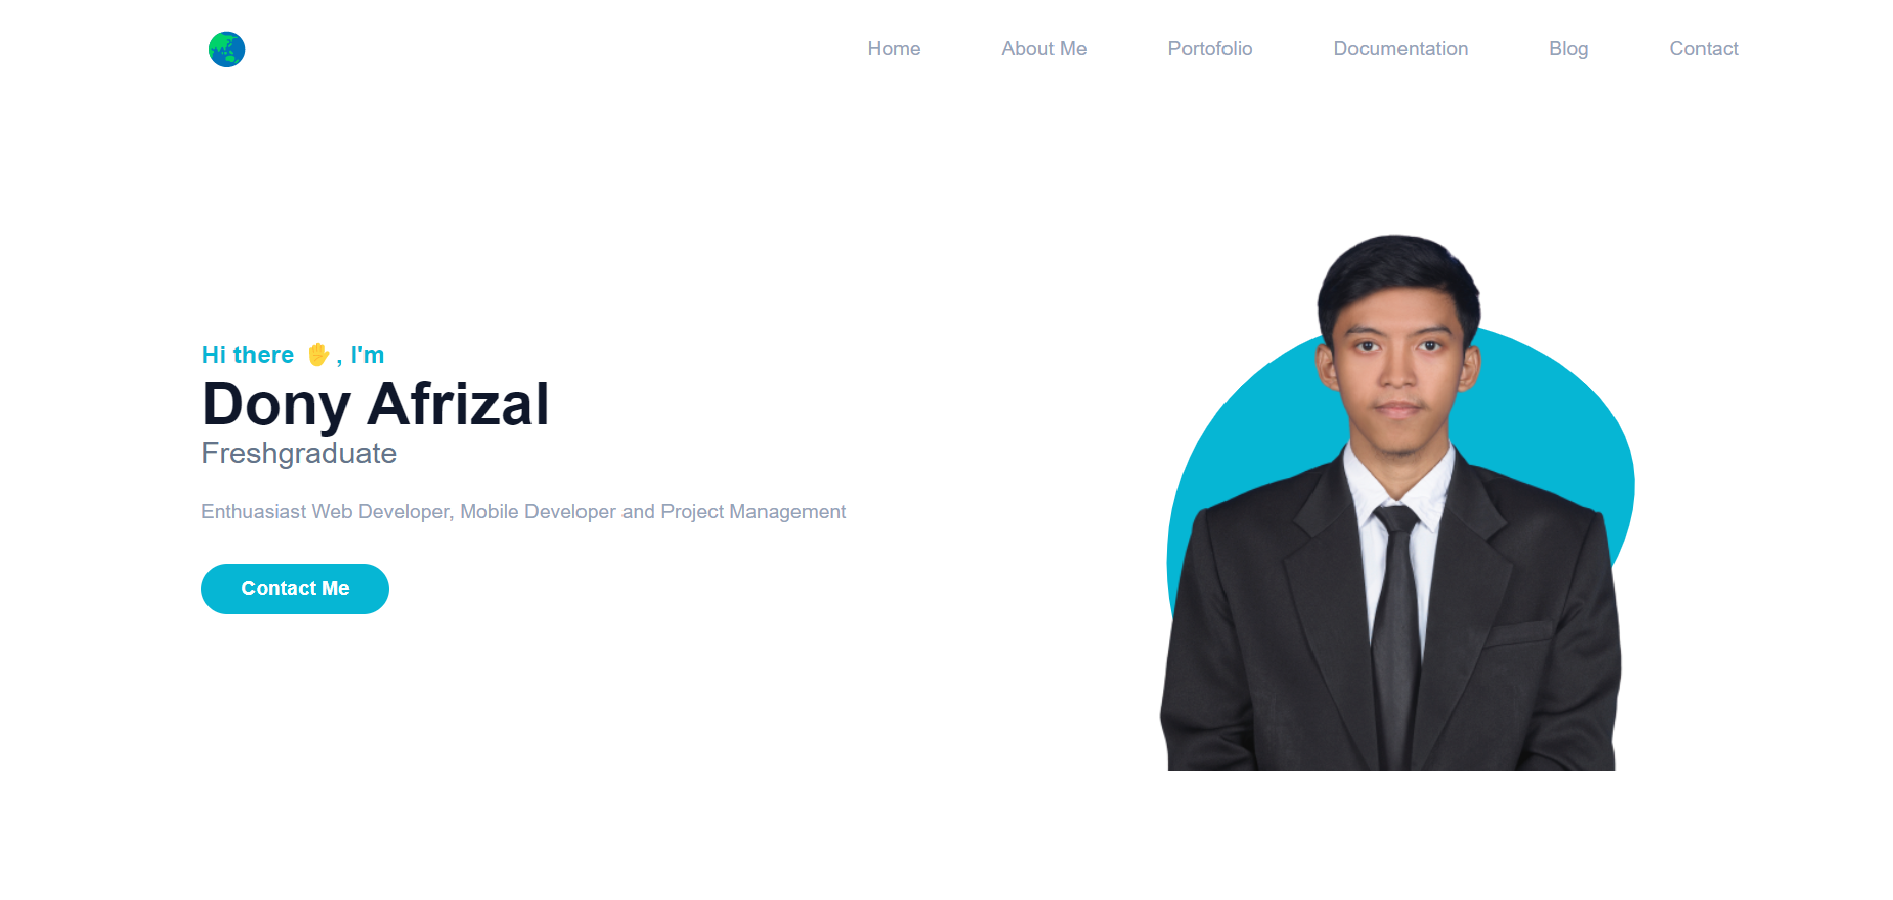 Home About Me Portofolio Documentation Blog Contact
Hi there ✋, I'm
Dony Afrizal
Freshgraduate
Enthusiast Web Developer, Mobile Developer and Project Management
Contact Me